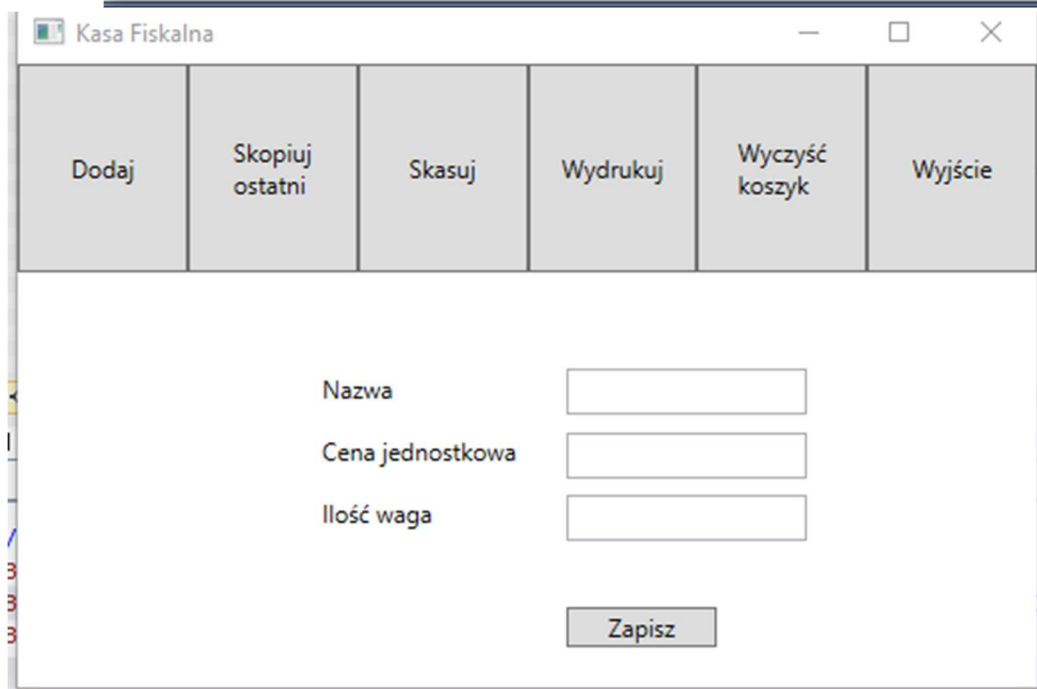 Kasa Fiskalna
Dodaj
Skopiuj
ostatni
Skasuj
Wydrukuj
Wyczyść
koszyk
Wyjście
Nazwa
Cena jednostkowa
Ilość waga
Zapisz